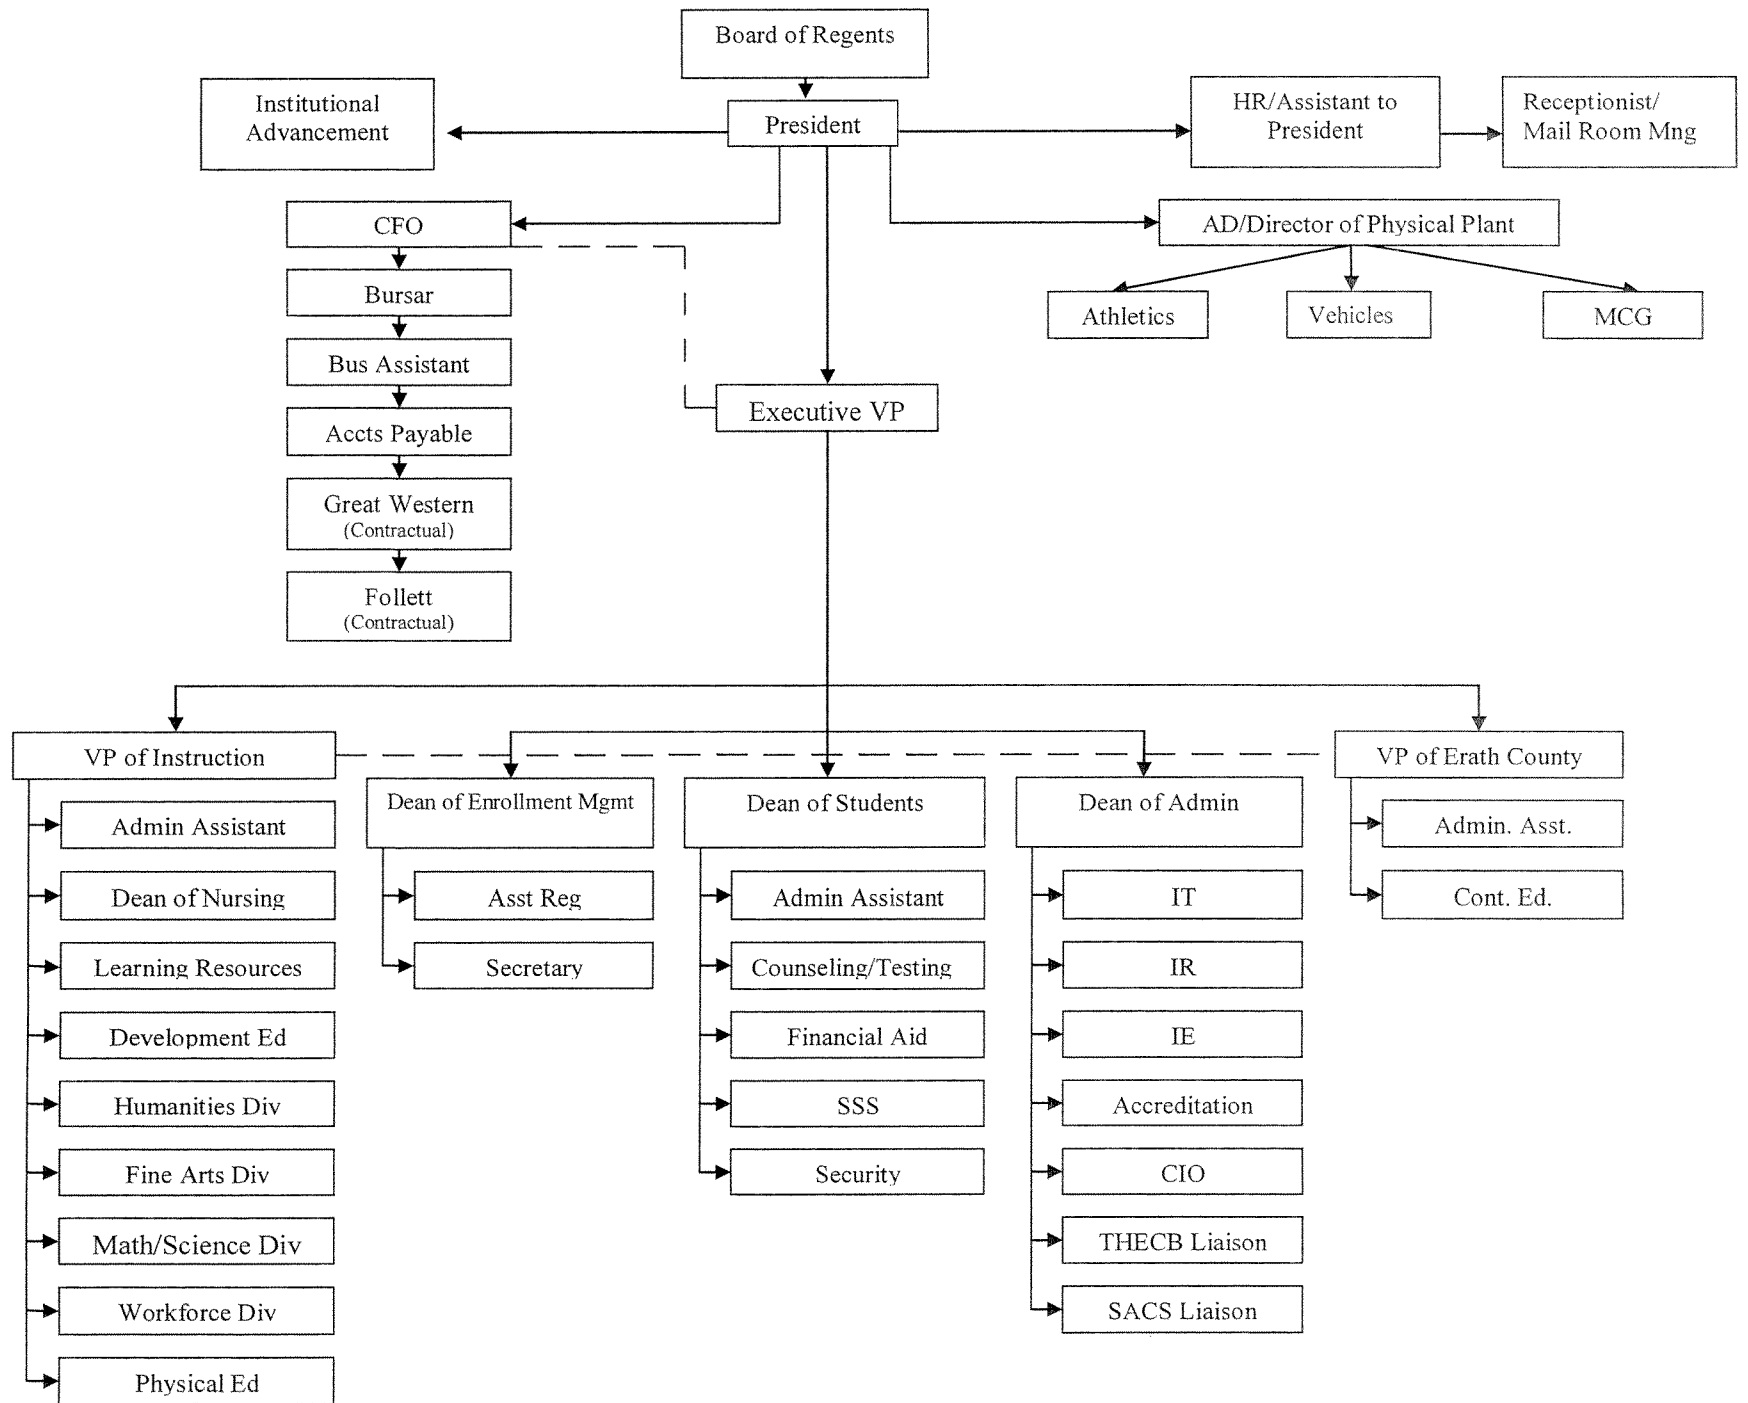 Board of Regents
Institutional
Advancement
President
HR/Assistant to
President
Receptionist/
Mail Room Mng
CFO
AD/Director of Physical Plant
Bursar
Athletics
Vehicles
MCG
Bus Assistant
Executive VP
Accts Payable
Great Western
(Contractual)
Follett
(Contractual)
VP of Instruction
Admin Assistant
Dean of Nursing
Learning Resources
Development Ed
Humanities Div
Fine Arts Div
Math/Science Div
Workforce Div
Physical Ed
Dean of Enrollment Mgmt
Asst Reg
Secretary
Dean of Students
Admin Assistant
Counseling/Testing
Financial Aid
SSS
Security
Dean of Admin
IT
IR
IE
Accreditation
CIO
THECB Liaison
SACS Liaison
VP of Erath County
Admin. Asst.
Cont. Ed.